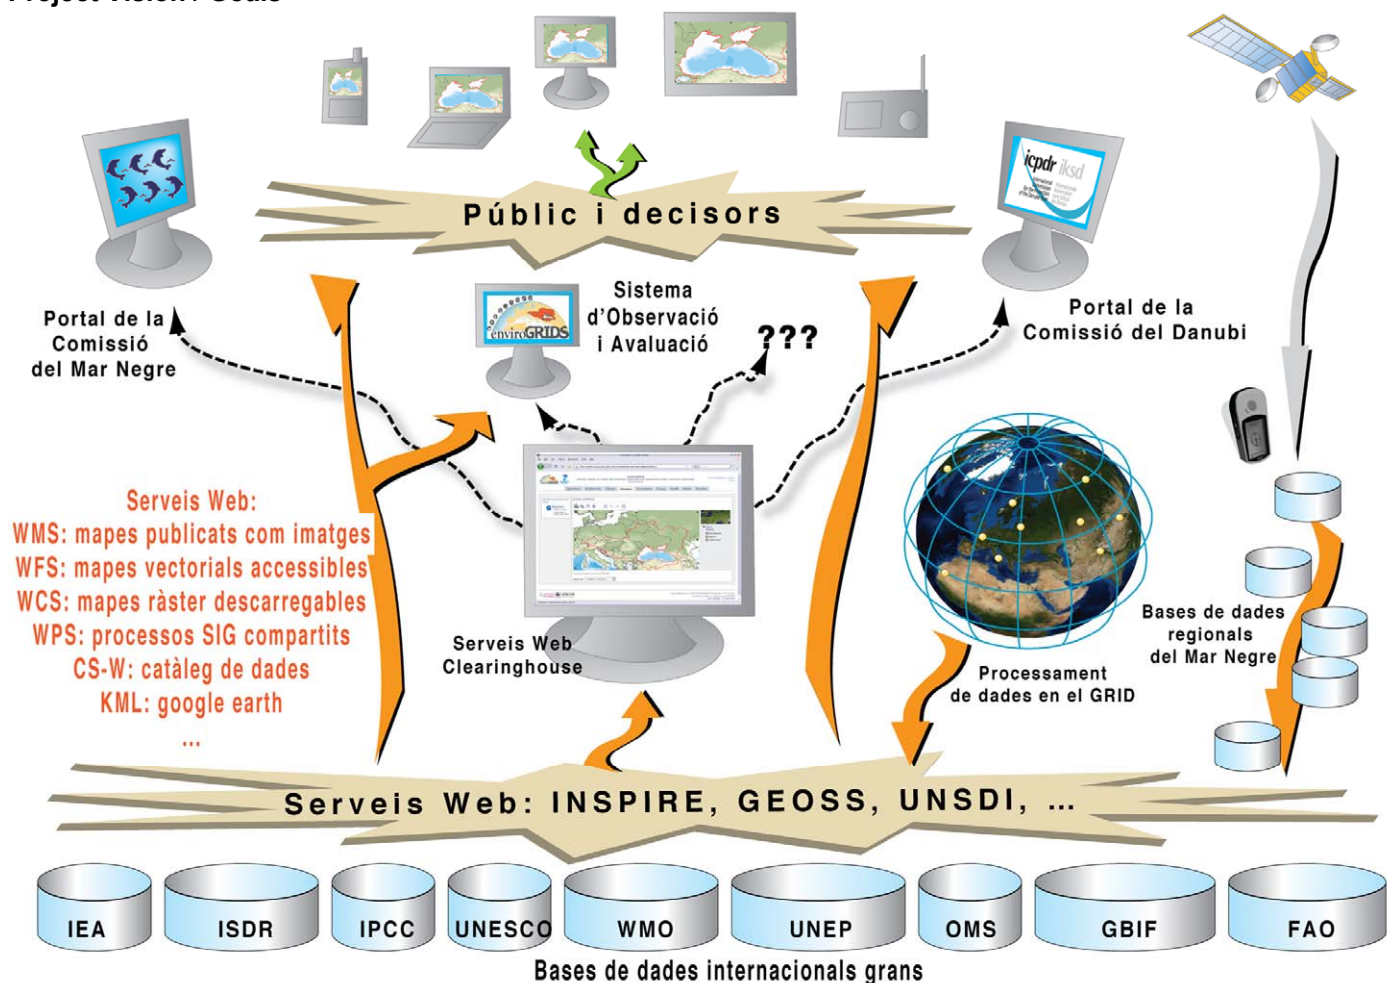 Project Vision / Goals
icpdr iksd
Públic i decisors
Portal de la
Comissió
del Mar Negre
enviroGRIDS
Sistema
d'Observació
i Avaluació
???
Portal de la
Comissió del Danubi
Serveis Web:
WMS: mapes publicats com imatges
WFS: mapes vectorials accessibles
WCS: mapes ràster descarregables
WPS: processos SIG compartits
CS-W: catàleg de dades
KML: google earth
...
Serveis Web
Clearinghouse
Processament
de dades en el GRID
Bases de dades
regionals
del Mar Negre
Serveis Web: INSPIRE, GEOSS, UNSDI, ...
IEA
ISDR
IPCC
UNESCO
WMO
UNEP
OMS
GBIF
FAO
Bases de dades internacionals grans